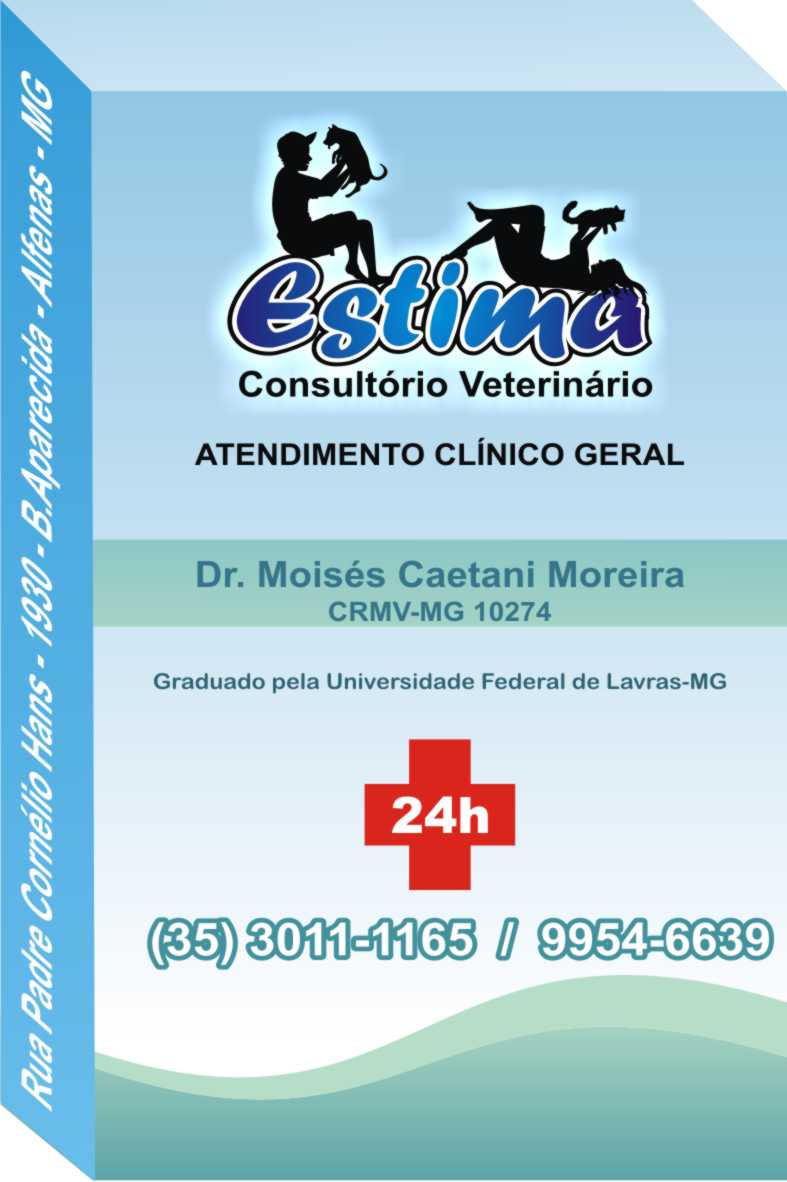 Estima
Consultório Veterinário
ATENDIMENTO CLÍNICO GERAL
Dr. Moisés Caetani Moreira
CRMV-MG 10274
Graduado pela Universidade Federal de Lavras-MG
24h
(35) 3011-1165 / 9954-6639
Rua Padre Cornélio Hans - 1930 - B.Aparecida - Alfenas - MG